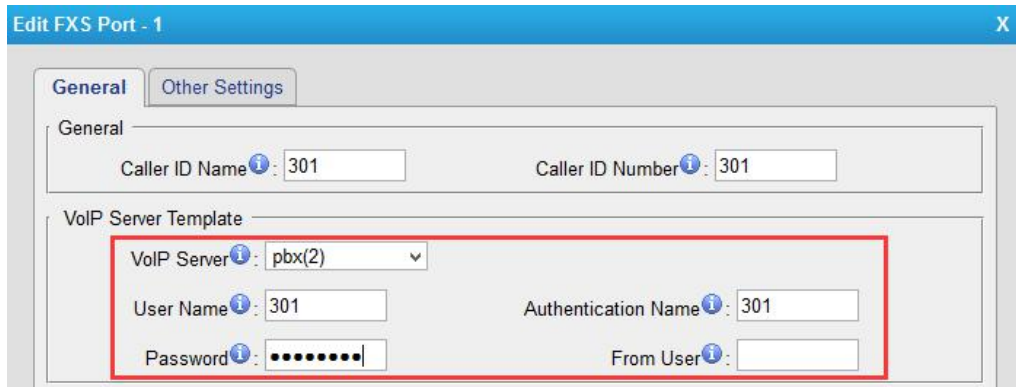 Edit FXS Port - 1 X
General Other Settings
General
Caller ID Name i : 301 Caller ID Number i : 301
VoIP Server Template
VoIP Server i : pbx(2)
User Name i : 301 Authentication Name i : 301
Password i : ●●●●●●●● From User i :